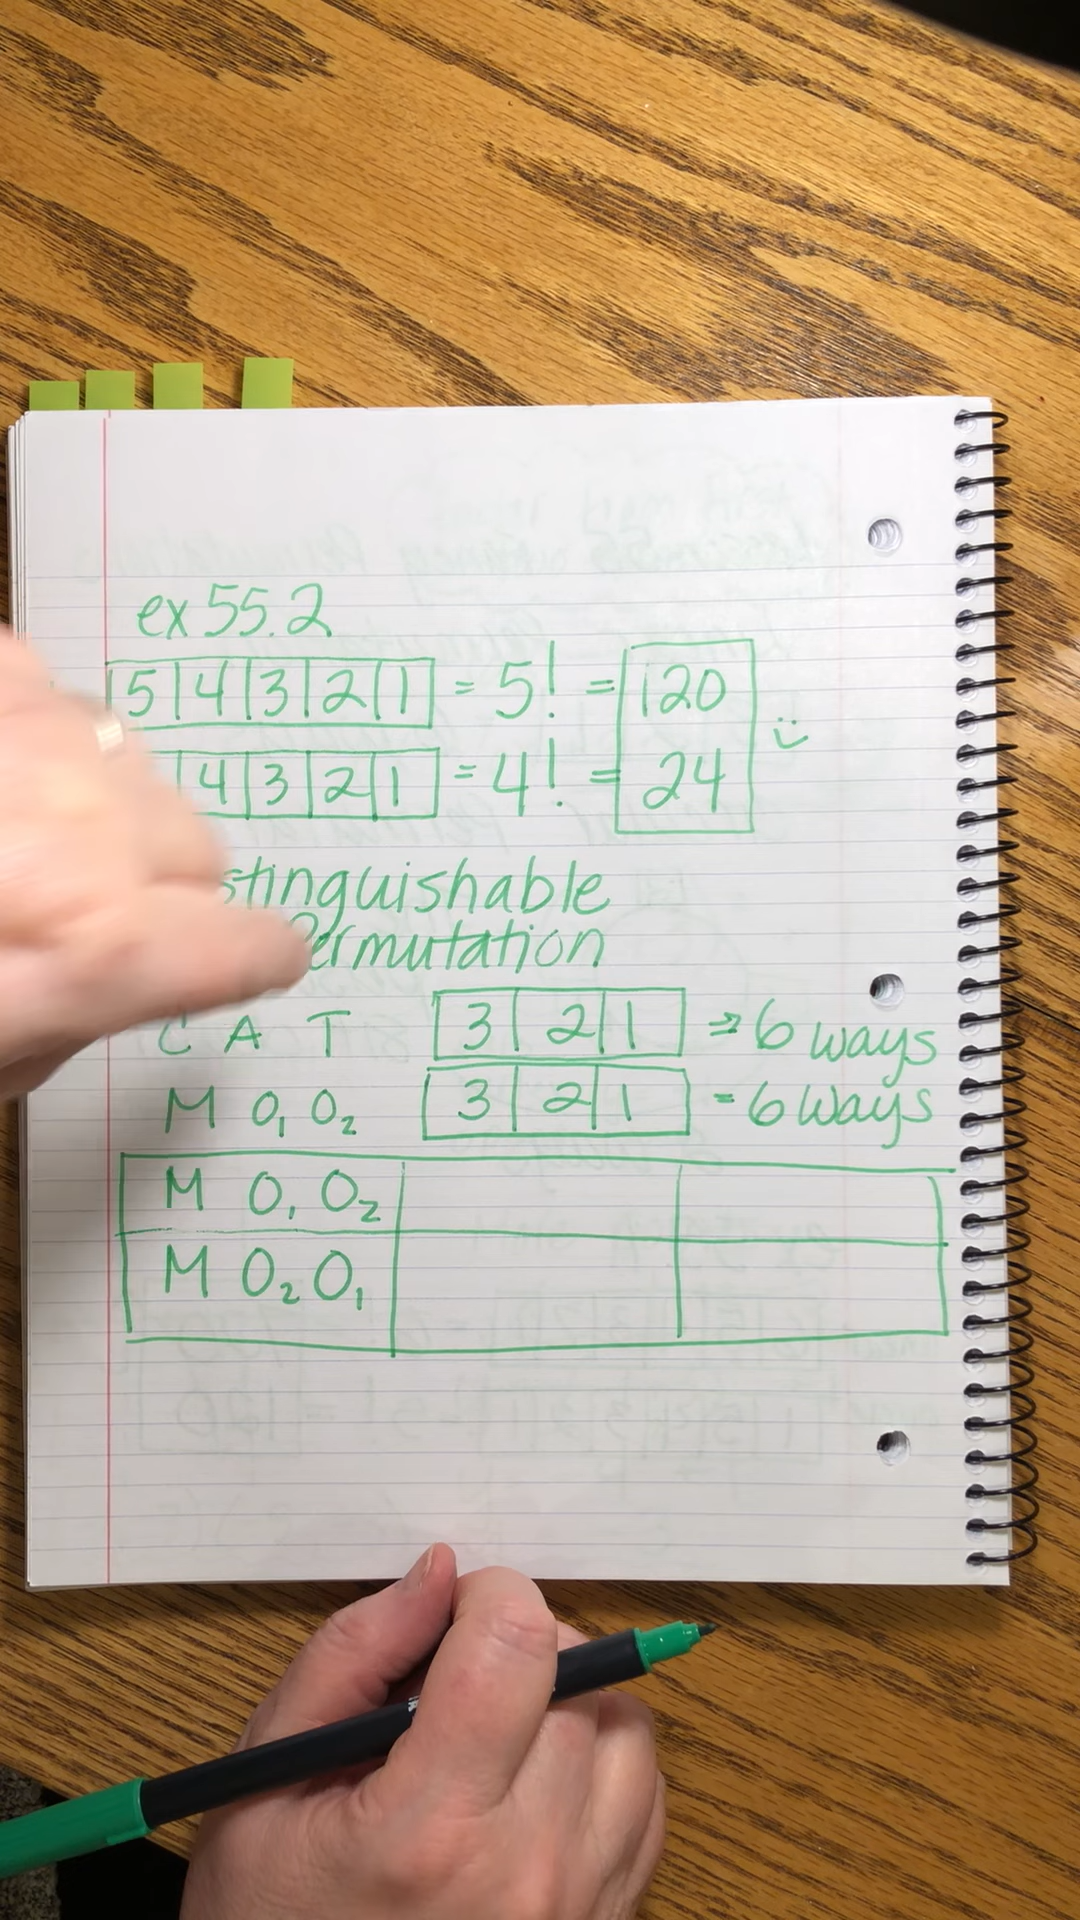 ex 55.2
5 4 3 2 1 = 5! = 120
4 3 2 1 = 4! = 24
stinguishable
Permutation
C A T 3 2 1 ⇒ 6 ways
M O₁ O₂ 3 2 1 = 6 ways
M O₁ O₂
M O₂ O₁